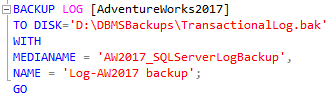 BACKUP LOG [AdventureWorks2017]
TO DISK='D:\DBMSBackups\TransactionalLog.bak'
WITH
MEDIANAME = 'AW2017_SQLServerLogBackup',
NAME = 'Log-AW2017 backup';
GO